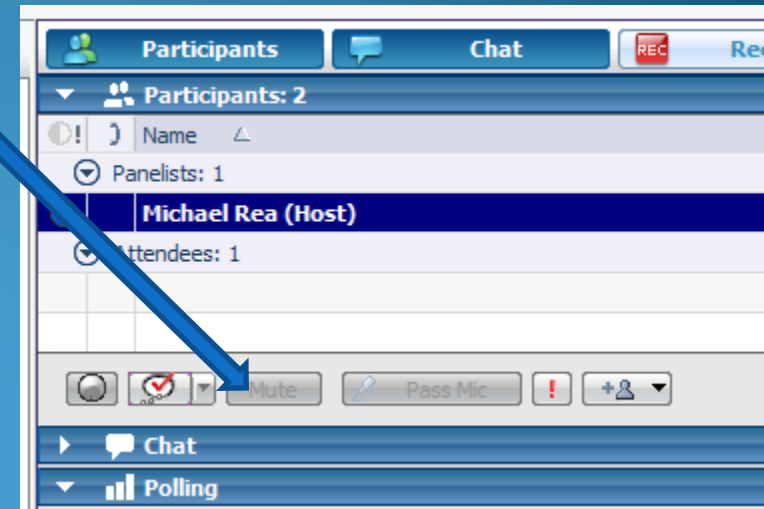 Participants Chat REC Rec
Participants: 2
! Name
Panelists: 1
Michael Rea (Host)
ttendees: 1
Mute Pass Mic ! +
Chat
Polling